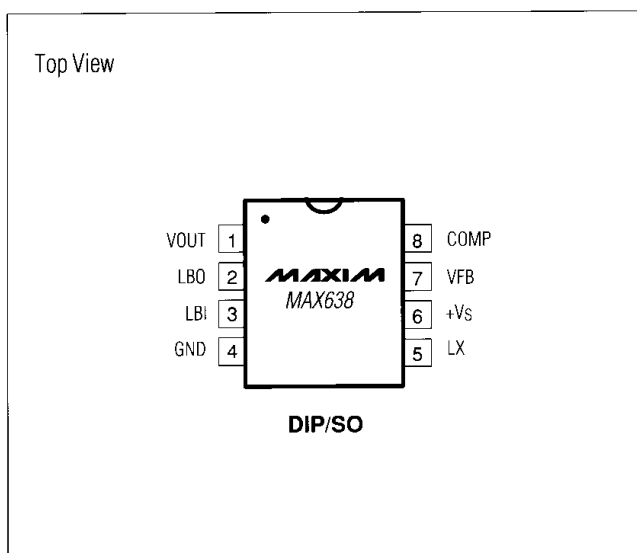 Top View
VOUT 1
LBO 2
LBI 3
GND 4
MAXIM
MAX638
8 COMP
7 VFB
6 +VS
5 LX
DIP/SO